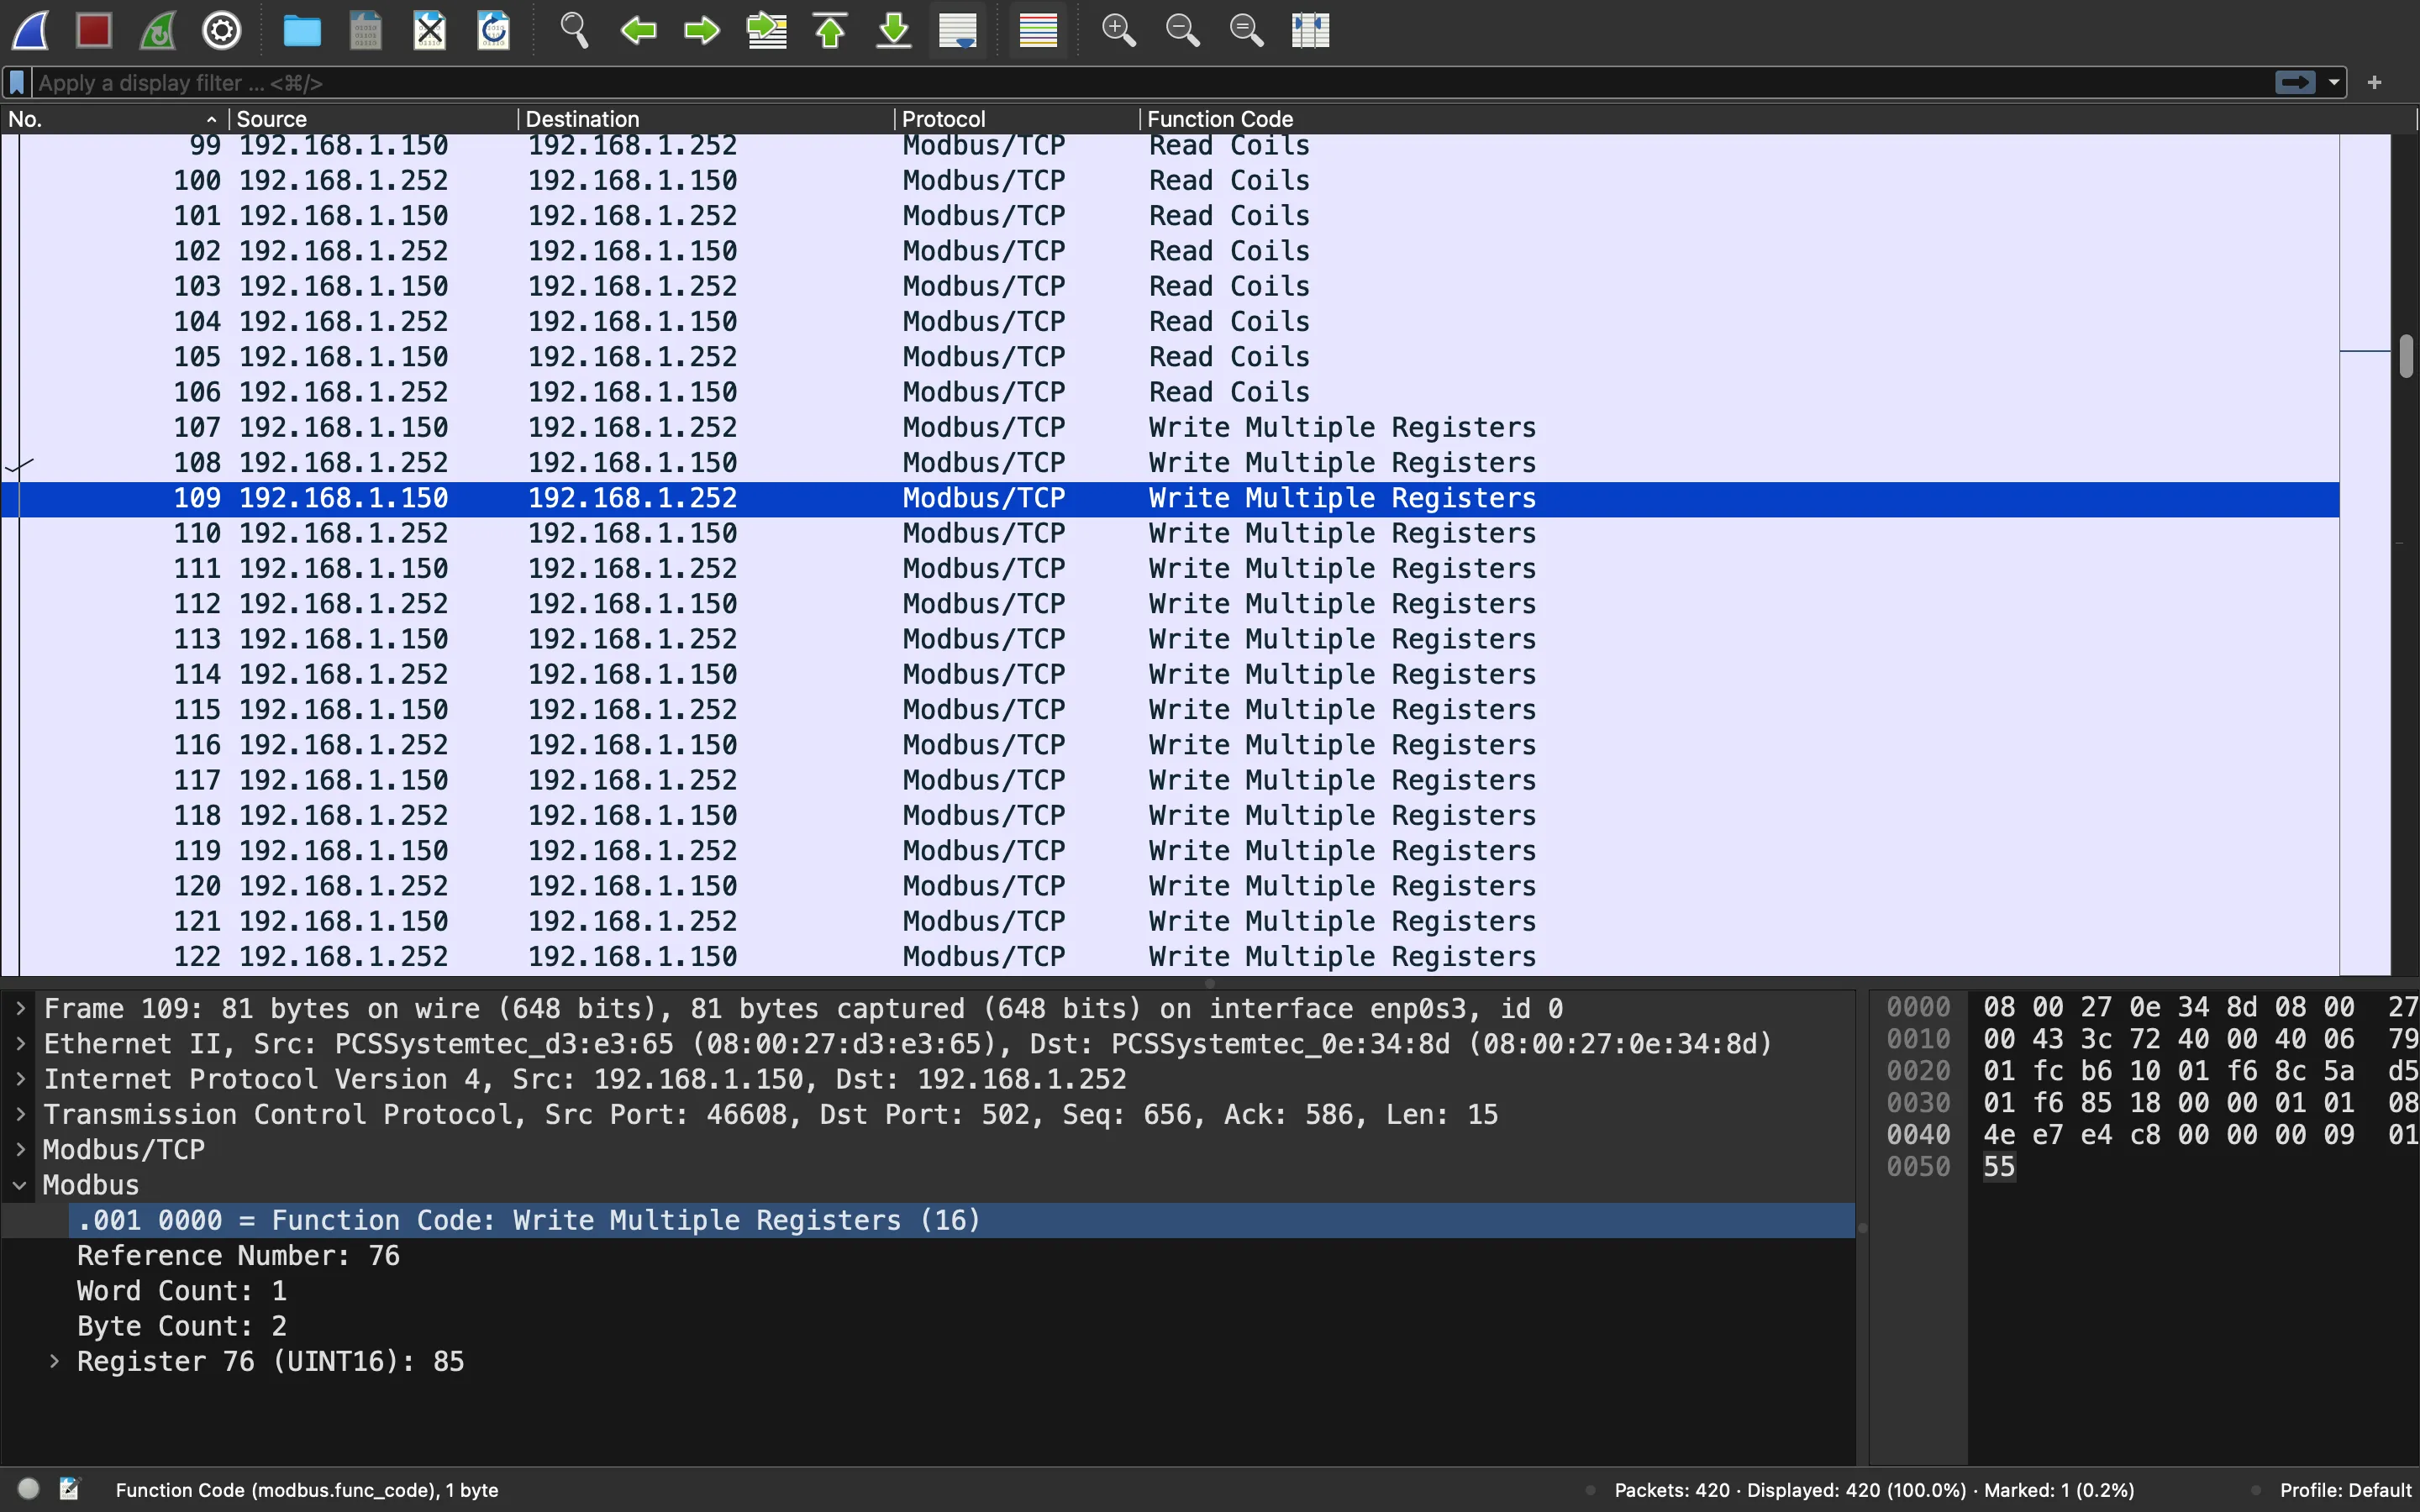 Apply a display filter ... <⌘/>
No. Source Destination Protocol Function Code
99 192.168.1.150 192.168.1.252 Modbus/TCP Read Coils
100 192.168.1.252 192.168.1.150 Modbus/TCP Read Coils
101 192.168.1.150 192.168.1.252 Modbus/TCP Read Coils
102 192.168.1.252 192.168.1.150 Modbus/TCP Read Coils
103 192.168.1.150 192.168.1.252 Modbus/TCP Read Coils
104 192.168.1.252 192.168.1.150 Modbus/TCP Read Coils
105 192.168.1.150 192.168.1.252 Modbus/TCP Read Coils
106 192.168.1.252 192.168.1.150 Modbus/TCP Read Coils
107 192.168.1.150 192.168.1.252 Modbus/TCP Write Multiple Registers
108 192.168.1.252 192.168.1.150 Modbus/TCP Write Multiple Registers
109 192.168.1.150 192.168.1.252 Modbus/TCP Write Multiple Registers
110 192.168.1.252 192.168.1.150 Modbus/TCP Write Multiple Registers
111 192.168.1.150 192.168.1.252 Modbus/TCP Write Multiple Registers
112 192.168.1.252 192.168.1.150 Modbus/TCP Write Multiple Registers
113 192.168.1.150 192.168.1.252 Modbus/TCP Write Multiple Registers
114 192.168.1.252 192.168.1.150 Modbus/TCP Write Multiple Registers
115 192.168.1.150 192.168.1.252 Modbus/TCP Write Multiple Registers
116 192.168.1.252 192.168.1.150 Modbus/TCP Write Multiple Registers
117 192.168.1.150 192.168.1.252 Modbus/TCP Write Multiple Registers
118 192.168.1.252 192.168.1.150 Modbus/TCP Write Multiple Registers
119 192.168.1.150 192.168.1.252 Modbus/TCP Write Multiple Registers
120 192.168.1.252 192.168.1.150 Modbus/TCP Write Multiple Registers
121 192.168.1.150 192.168.1.252 Modbus/TCP Write Multiple Registers
122 192.168.1.252 192.168.1.150 Modbus/TCP Write Multiple Registers
Frame 109: 81 bytes on wire (648 bits), 81 bytes captured (648 bits) on interface enp0s3, id 0
Ethernet II, Src: PCSSystemtec_d3:e3:65 (08:00:27:d3:e3:65), Dst: PCSSystemtec_0e:34:8d (08:00:27:0e:34:8d)
Internet Protocol Version 4, Src: 192.168.1.150, Dst: 192.168.1.252
Transmission Control Protocol, Src Port: 46608, Dst Port: 502, Seq: 656, Ack: 586, Len: 15
Modbus/TCP
Modbus
.001 0000 = Function Code: Write Multiple Registers (16)
Reference Number: 76
Word Count: 1
Byte Count: 2
Register 76 (UINT16): 85
0000 08 00 27 0e 34 8d 08 00 27
0010 00 43 3c 72 40 00 40 06 79
0020 01 fc b6 10 01 f6 8c 5a d5
0030 01 f6 85 18 00 00 01 01 08
0040 4e e7 e4 c8 00 00 00 09 01
0050 55
Function Code (modbus.func_code), 1 byte
Packets: 420 · Displayed: 420 (100.0%) · Marked: 1 (0.2%)
Profile: Default